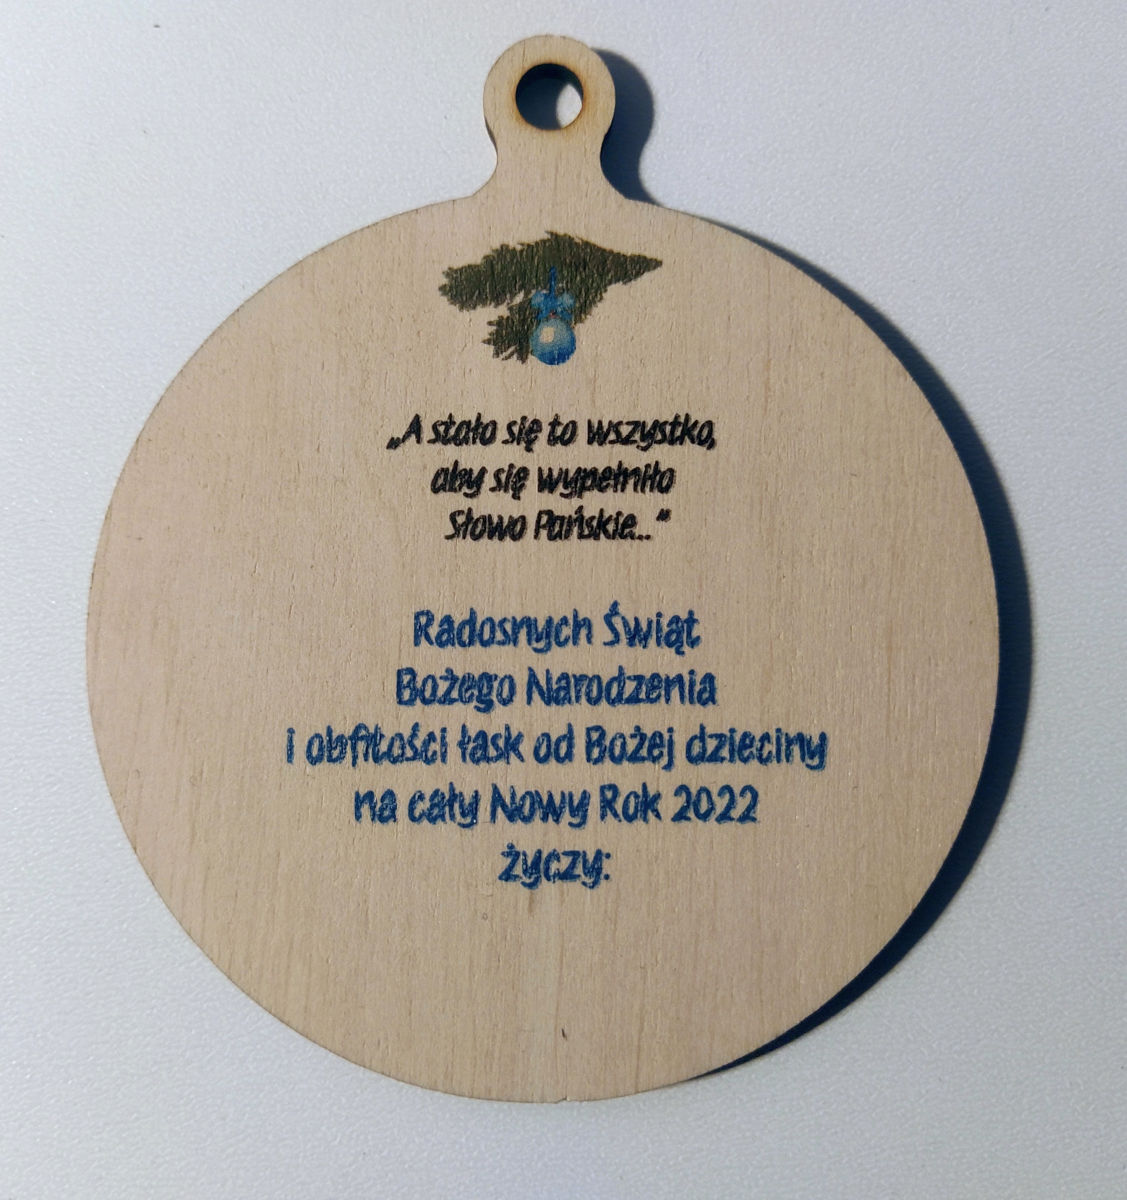 „A stało się to wszystko,
aby się wypełniło
Słowo Pańskie..."
Radosnych Świąt
Bożego Narodzenia
i obfitości łask od Bożej dzieciny
na cały Nowy Rok 2022
życzy: